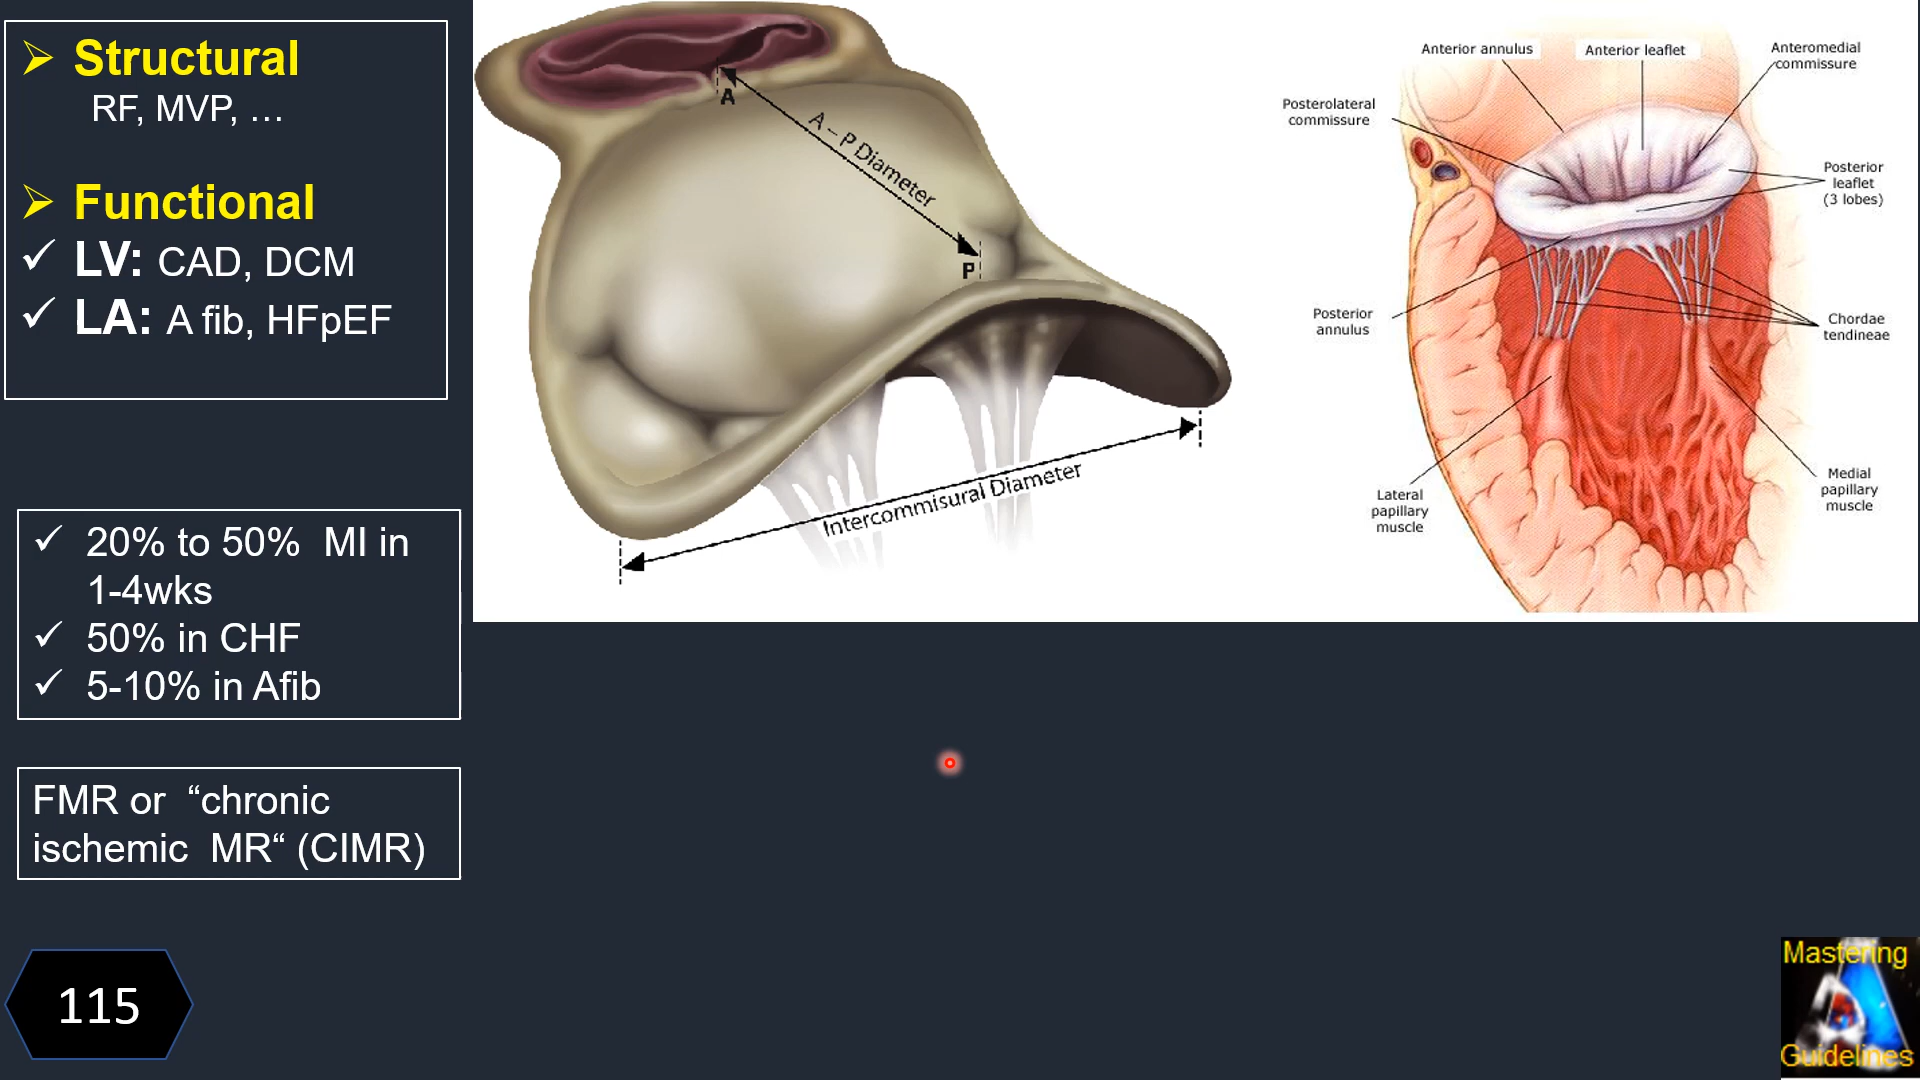 Structural
RF, MVP, …
Functional
LV: CAD, DCM
LA: A fib, HFpEF
20% to 50%  MI in
1-4wks
50% in CHF
5-10% in Afib
FMR or  “chronic
ischemic  MR“ (CIMR)
115
A
A – P Diameter
P
Intercommisural Diameter
Anterior annulus
Anterior leaflet
Anteromedial
commissure
Posterolateral
commissure
Posterior
leaflet
(3 lobes)
Posterior
annulus
Chordae
tendineae
Lateral
papillary
muscle
Medial
papillary
muscle
Mastering
Guidelines